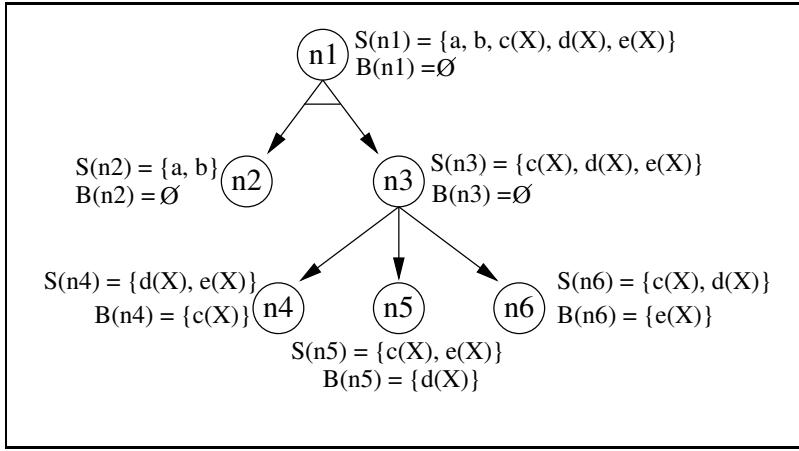 n1
S(n1) = {a, b, c(X), d(X), e(X)}
B(n1) =Ø
S(n2) = {a, b}
B(n2) =Ø
n2
n3
S(n3) = {c(X), d(X), e(X)}
B(n3) =Ø
S(n4) = {d(X), e(X)}
B(n4) = {c(X)}
n4
n5
S(n5) = {c(X), e(X)}
B(n5) = {d(X)}
n6
S(n6) = {c(X), d(X)}
B(n6) = {e(X)}